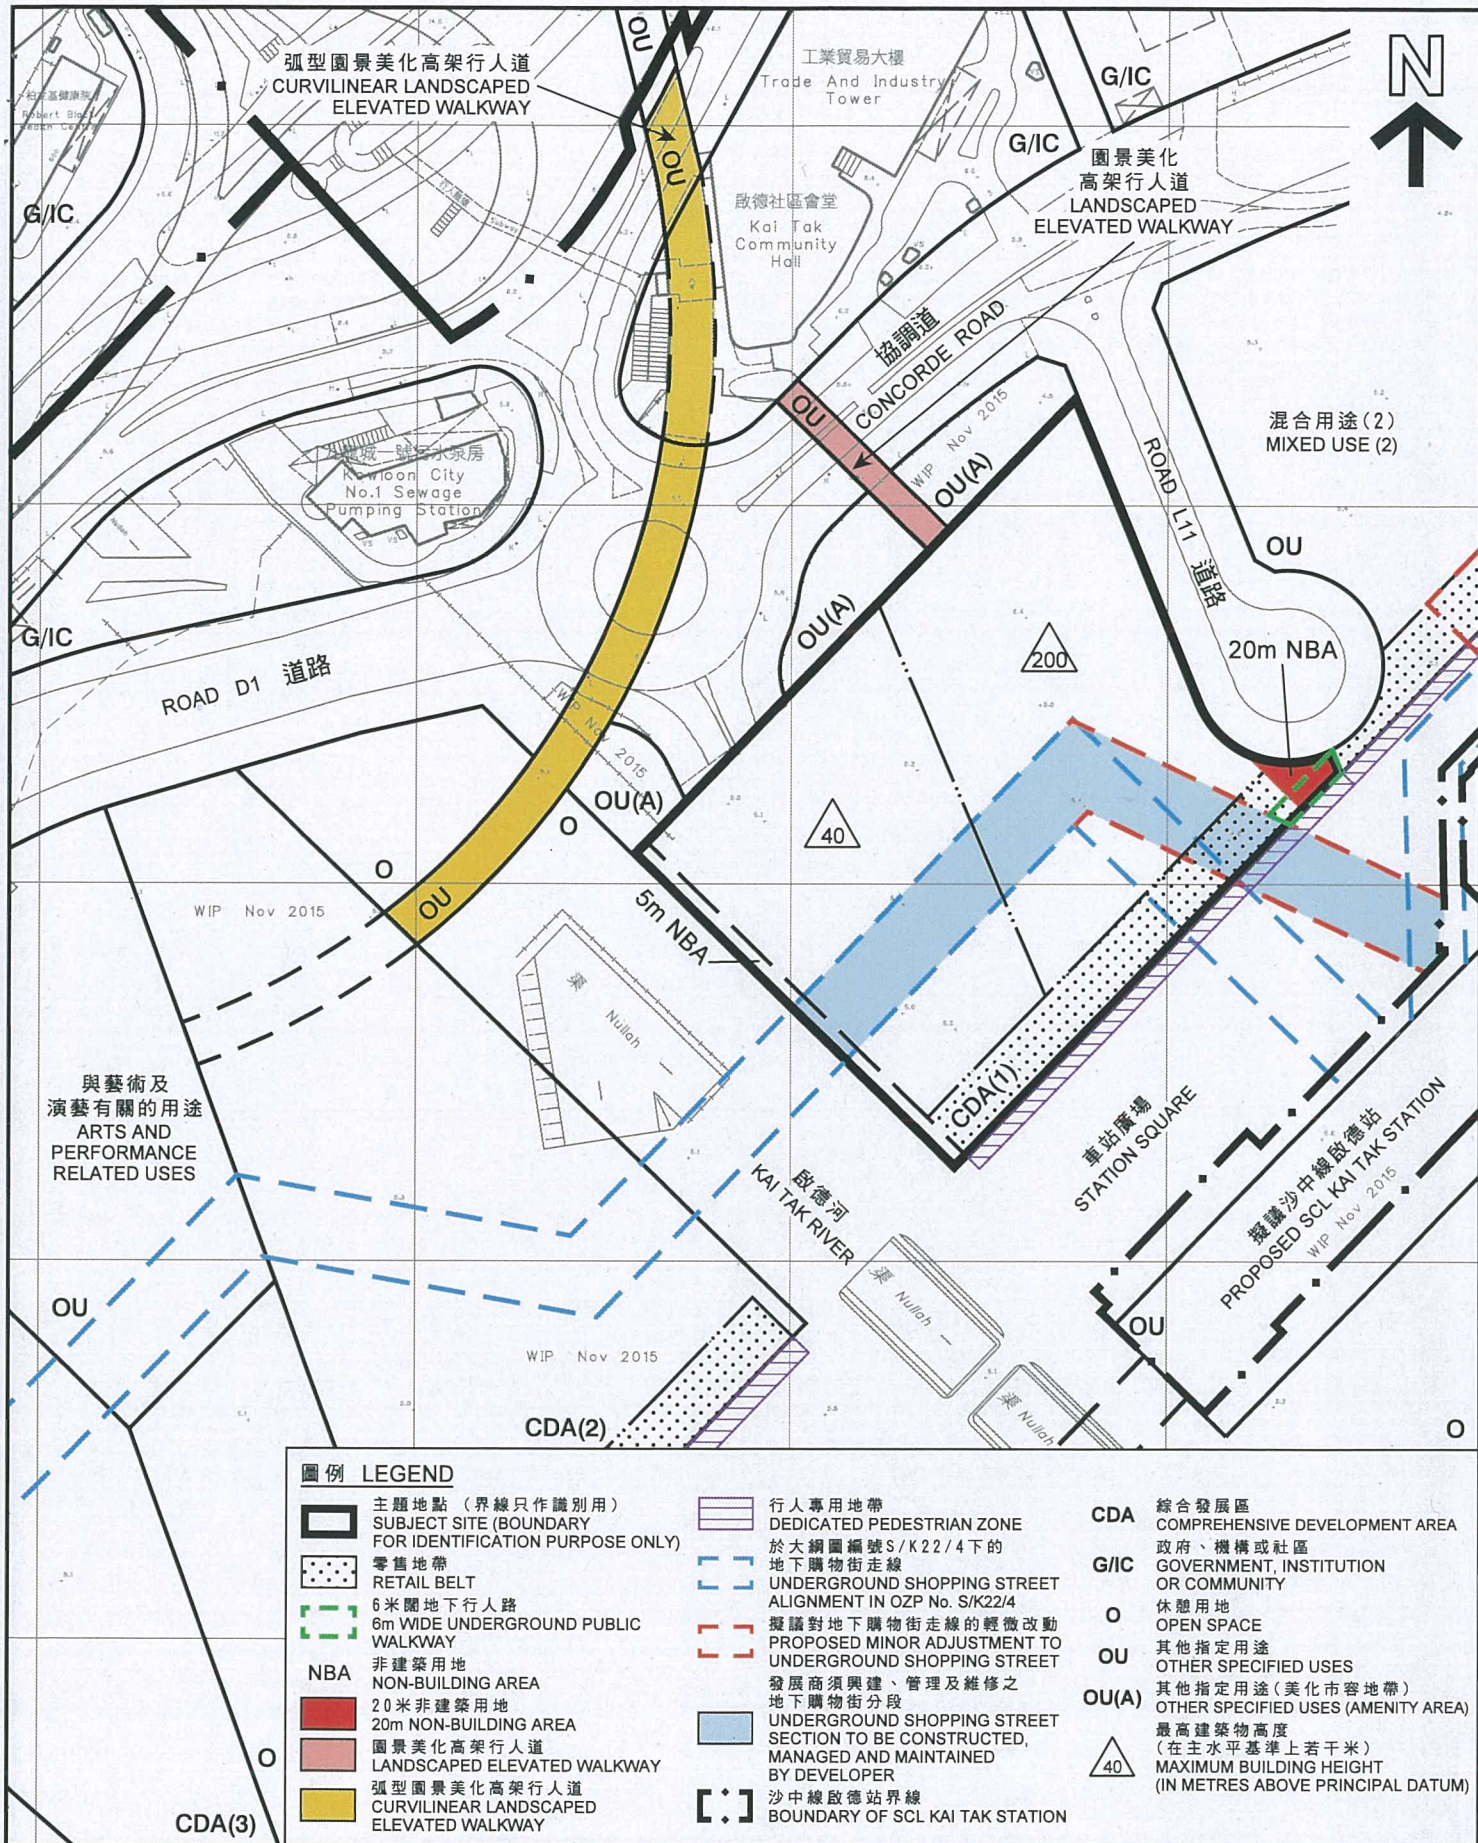 弧型園景美化高架行人道
CURVILINEAR LANDSCAPED
ELEVATED WALKWAY
OU
工業貿易大樓
Trade And Industry
Tower
G/IC
N
G/IC
園景美化
高架行人道
LANDSCAPED
ELEVATED WALKWAY
Subway
G/IC
OU
啟德社區會堂
Kai Tak
Community
Hall
協調道
CONCORDE ROAD
OU
WIP Nov 2015
OU(A)
混合用途(2)
MIXED USE (2)
ROAD L11 道路
OU
Kowloon City
No.1 Sewage
Pumping Station
G/IC
ROAD D1 道路
OU(A)
200
20m NBA
WIP Nov 2015
OU(A)
O
40
O
OU
WIP Nov 2015
5m NBA
渠
Nullah
CDA(1)
與藝術及
演藝有關的用途
ARTS AND
PERFORMANCE
RELATED USES
啟德河
KAI TAK RIVER
車站廣場
STATION SQUARE
擬議沙中線啟德站
PROPOSED SCL KAI TAK STATION
WIP Nov 2015
OU
渠 Nullah
OU
WIP Nov 2015
渠 Nullah
CDA(2)
O
O
CDA(3)
圖例 LEGEND
主題地點 (界線只作識別用)
SUBJECT SITE (BOUNDARY
FOR IDENTIFICATION PURPOSE ONLY)
零售地帶
RETAIL BELT
6米闊地下行人路
6m WIDE UNDERGROUND PUBLIC
WALKWAY
NBA
非建築用地
NON-BUILDING AREA
20米非建築用地
20m NON-BUILDING AREA
園景美化高架行人道
LANDSCAPED ELEVATED WALKWAY
弧型園景美化高架行人道
CURVILINEAR LANDSCAPED
ELEVATED WALKWAY
行人專用地帶
DEDICATED PEDESTRIAN ZONE
於大綱圖編號S/K22/4下的
地下購物街走線
UNDERGROUND SHOPPING STREET
ALIGNMENT IN OZP No. S/K22/4
擬議對地下購物街走線的輕微改動
PROPOSED MINOR ADJUSTMENT TO
UNDERGROUND SHOPPING STREET
發展商須興建、管理及維修之
地下購物街分段
UNDERGROUND SHOPPING STREET
SECTION TO BE CONSTRUCTED,
MANAGED AND MAINTAINED
BY DEVELOPER
沙中線啟德站界線
BOUNDARY OF SCL KAI TAK STATION
CDA
綜合發展區
COMPREHENSIVE DEVELOPMENT AREA
G/IC
政府、機構或社區
GOVERNMENT, INSTITUTION
OR COMMUNITY
O
休憩用地
OPEN SPACE
OU
其他指定用途
OTHER SPECIFIED USES
OU(A)
其他指定用途(美化市容地帶)
OTHER SPECIFIED USES (AMENITY AREA)
40
最高建築物高度
(在主水平基準上若干米)
MAXIMUM BUILDING HEIGHT
(IN METRES ABOVE PRINCIPAL DATUM)